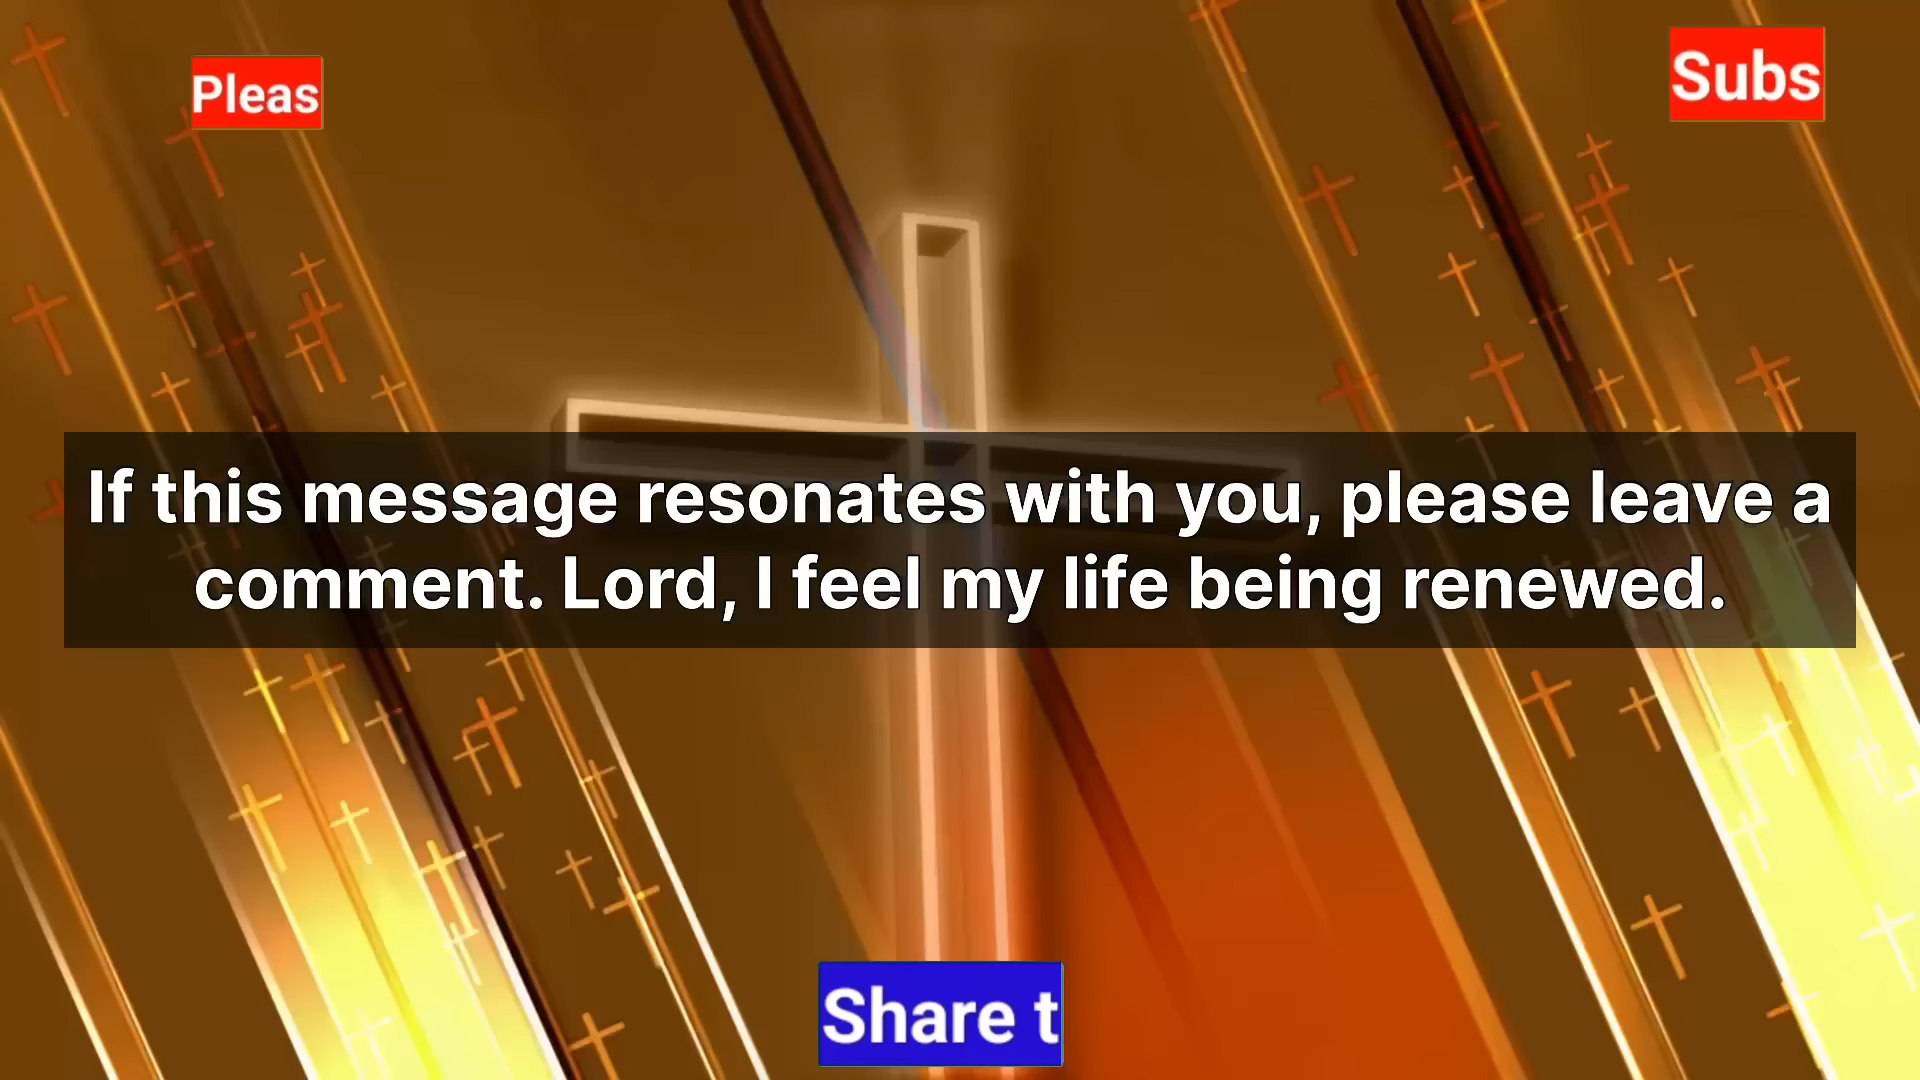 Pleas
Subs
If this message resonates with you, please leave a
comment. Lord, I feel my life being renewed.
Share t